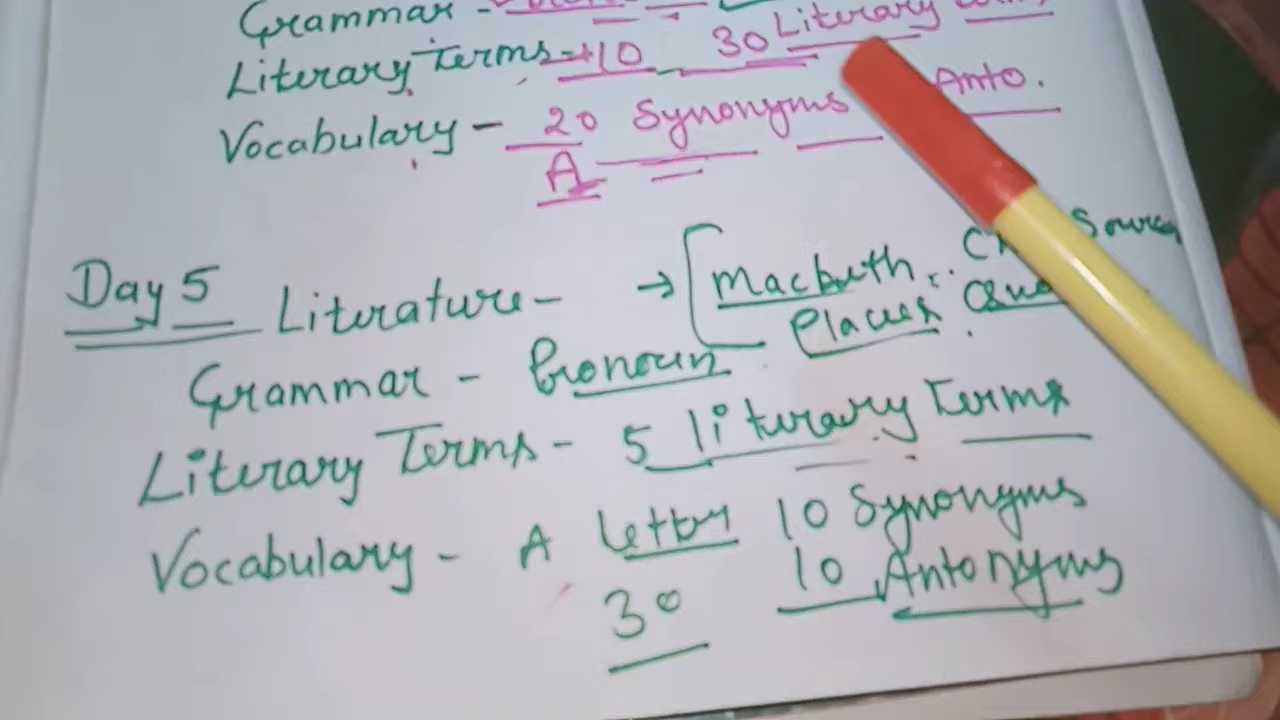 Grammar -
Literary Terms - +10 30 Literary
Vocabulary - 20 Synonyms Anto.
A
Day 5 Literature - → Macbeth. Source
Places
Grammar - Pronoun
Literary Terms - 5 literary Terms
Vocabulary - A letter 10 Synonyms
30 10 Antonyms